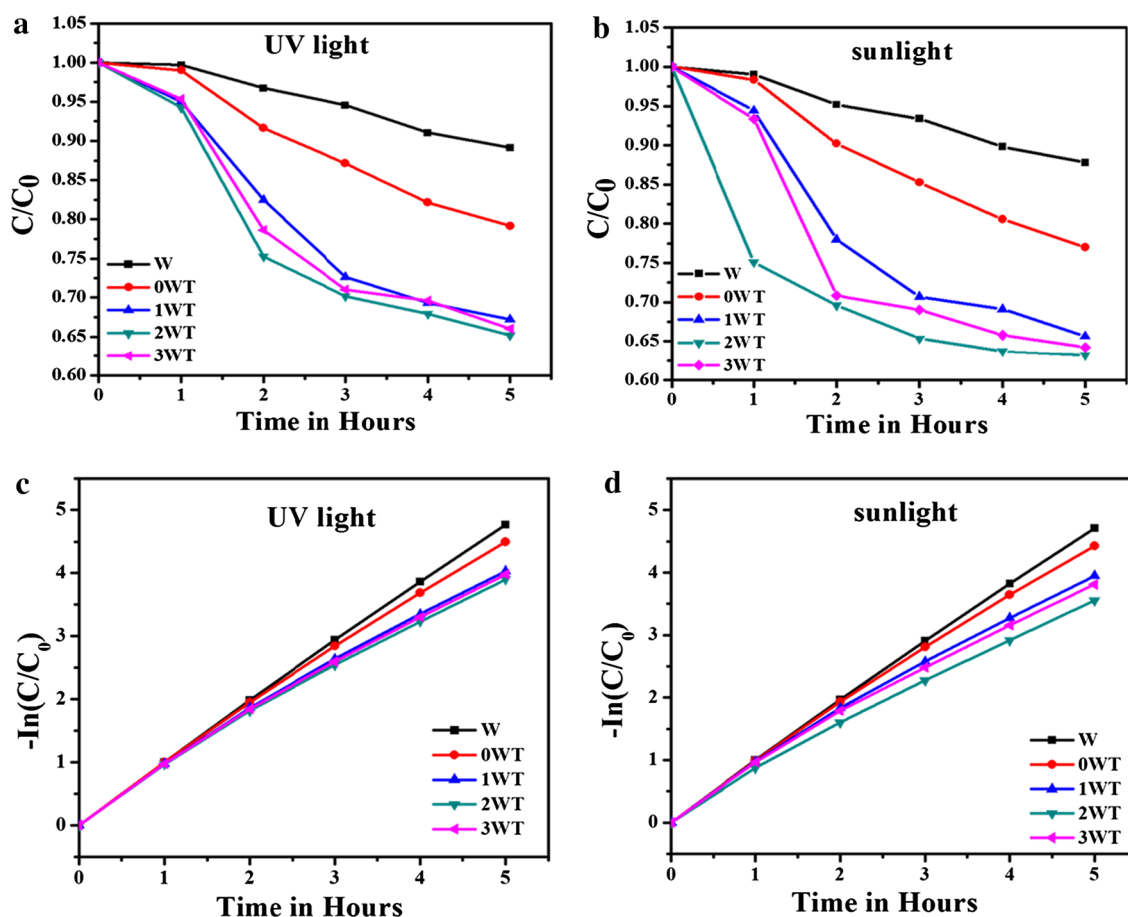 a
UV light
C/C0
1.05
1.00
0.95
0.90
0.85
0.80
0.75
0.70
0.65
0.60
W
0WT
1WT
2WT
3WT
0 1 2 3 4 5
Time in Hours
b
sunlight
C/C0
1.05
1.00
0.95
0.90
0.85
0.80
0.75
0.70
0.65
0.60
W
0WT
1WT
2WT
3WT
0 1 2 3 4 5
Time in Hours
c
UV light
-In(C/C0)
5
4
3
2
1
0
W
0WT
1WT
2WT
3WT
0 1 2 3 4 5
Time in Hours
d
sunlight
-In(C/C0)
5
4
3
2
1
0
W
0WT
1WT
2WT
3WT
0 1 2 3 4 5
Time in Hours